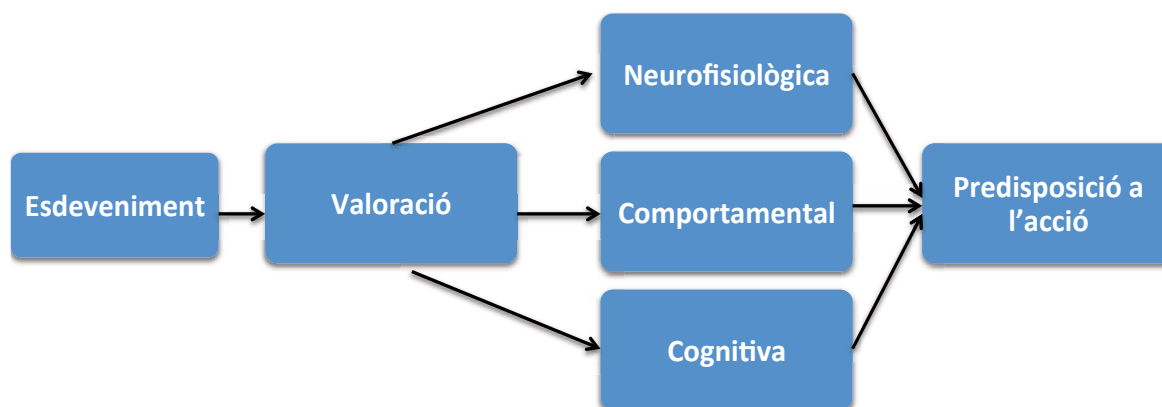 Neurofisiològica
Esdeveniment
Valoració
Comportamental
Predisposició a
l’acció
Cognitiva